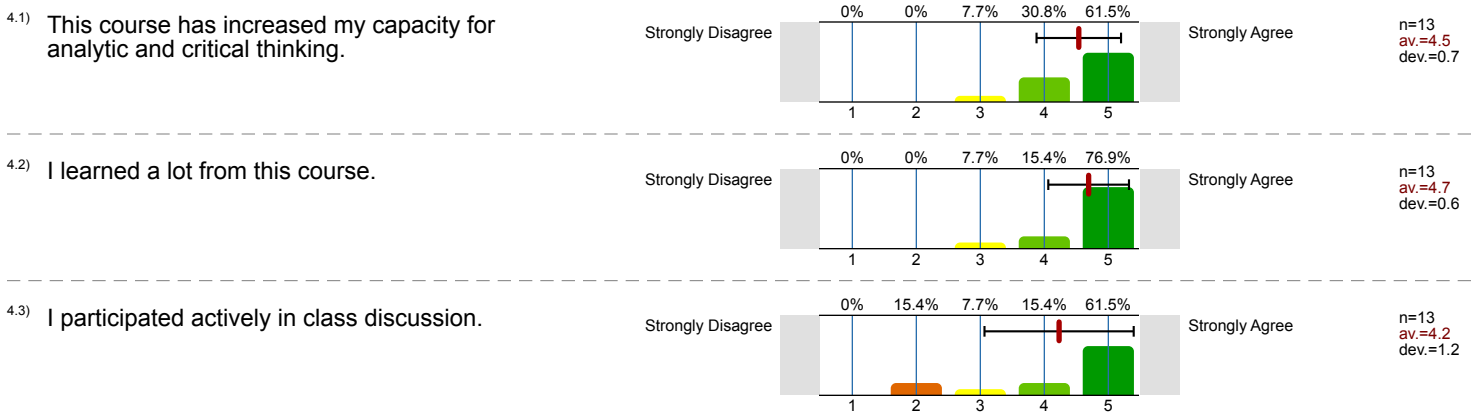 4.1) This course has increased my capacity for
analytic and critical thinking.
0% 0% 7.7% 30.8% 61.5%
Strongly Disagree Strongly Agree
1 2 3 4 5
n=13
av.=4.5
dev.=0.7
4.2) I learned a lot from this course.
0% 0% 7.7% 15.4% 76.9%
Strongly Disagree Strongly Agree
1 2 3 4 5
n=13
av.=4.7
dev.=0.6
4.3) I participated actively in class discussion.
0% 15.4% 7.7% 15.4% 61.5%
Strongly Disagree Strongly Agree
1 2 3 4 5
n=13
av.=4.2
dev.=1.2